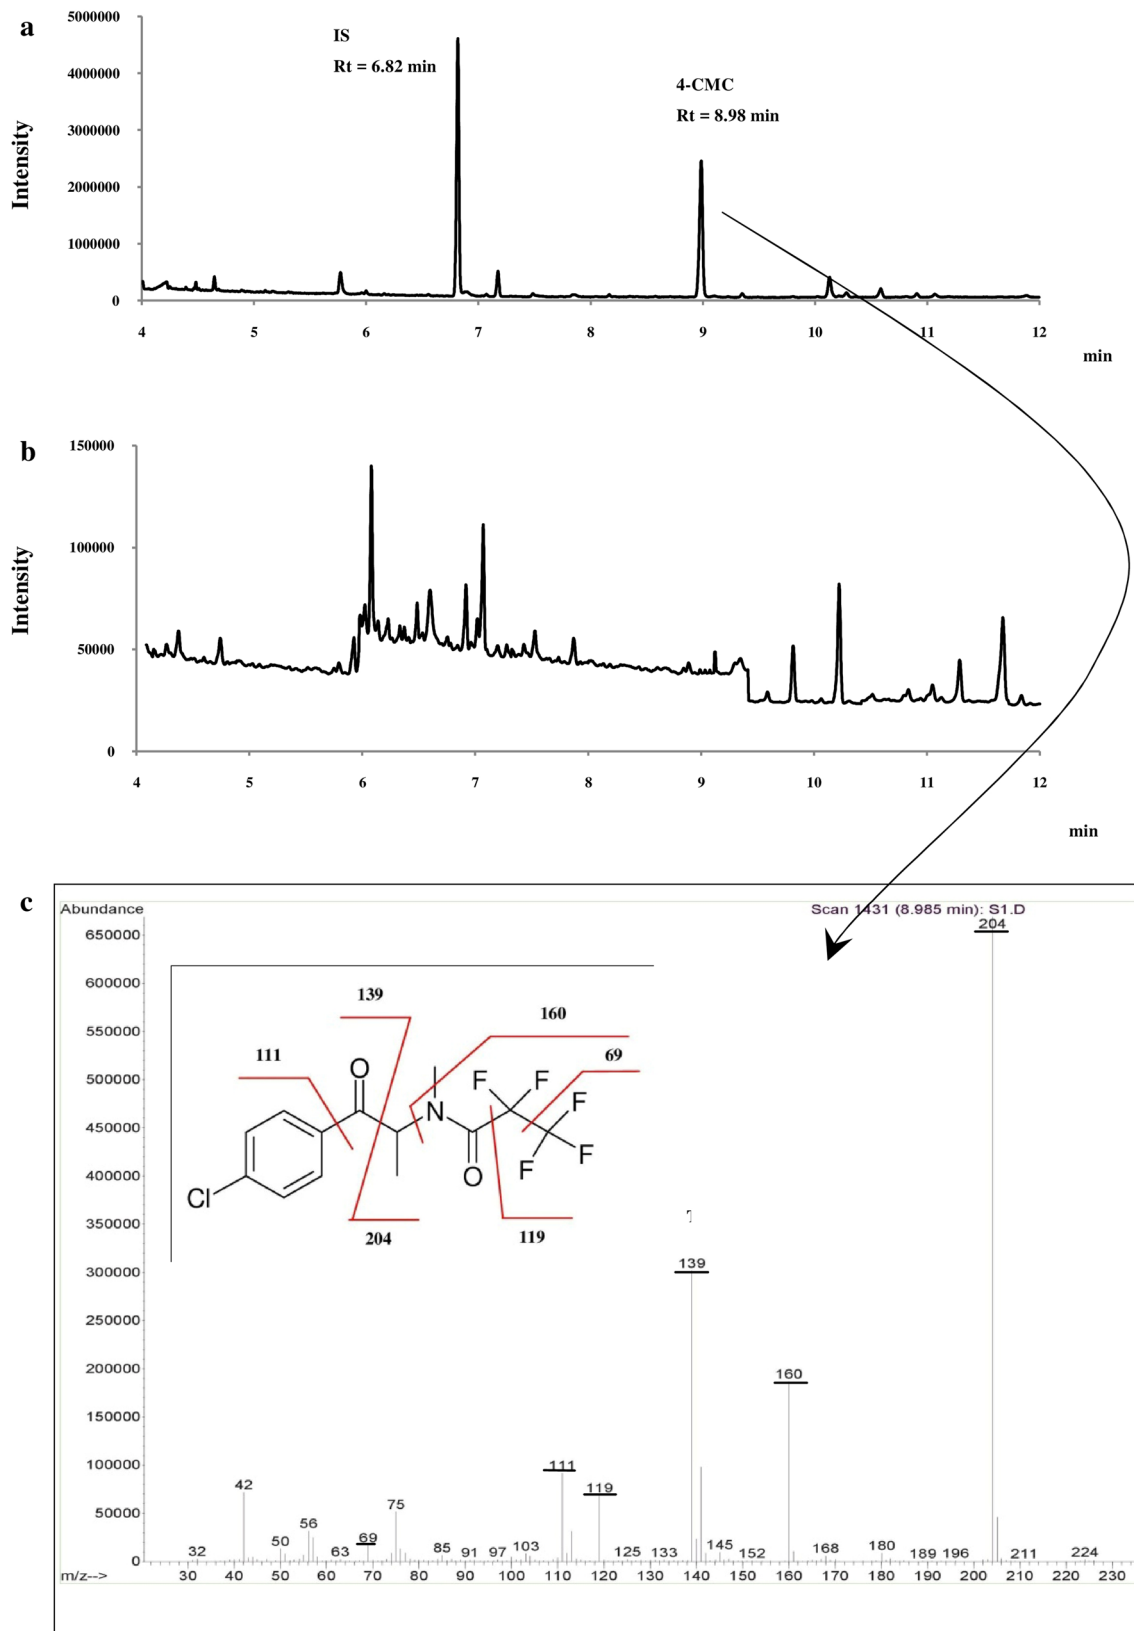 a
5000000
IS
Rt = 6.82 min
4000000
4-CMC
Rt = 8.98 min
3000000
Intensity
2000000
1000000
0
4 5 6 7 8 9 10 11 12
min
b
150000
100000
Intensity
50000
0
4 5 6 7 8 9 10 11 12
min
c
Abundance
Scan 1431 (8.985 min): S1.D
650000
204
600000
139
160
550000
111
69
500000
O
F F
F
450000
N
F
F
400000
O
Cl
350000
204
119
300000
139
250000
200000
160
150000
100000
111
119
42
75
50000
56
50
69
32
63
85
91
97
103
125
133
145
152
168
180
189
196
211
224
0
m/z-->
30 40 50 60 70 80 90 100 110 120 130 140 150 160 170 180 190 200 210 220 230